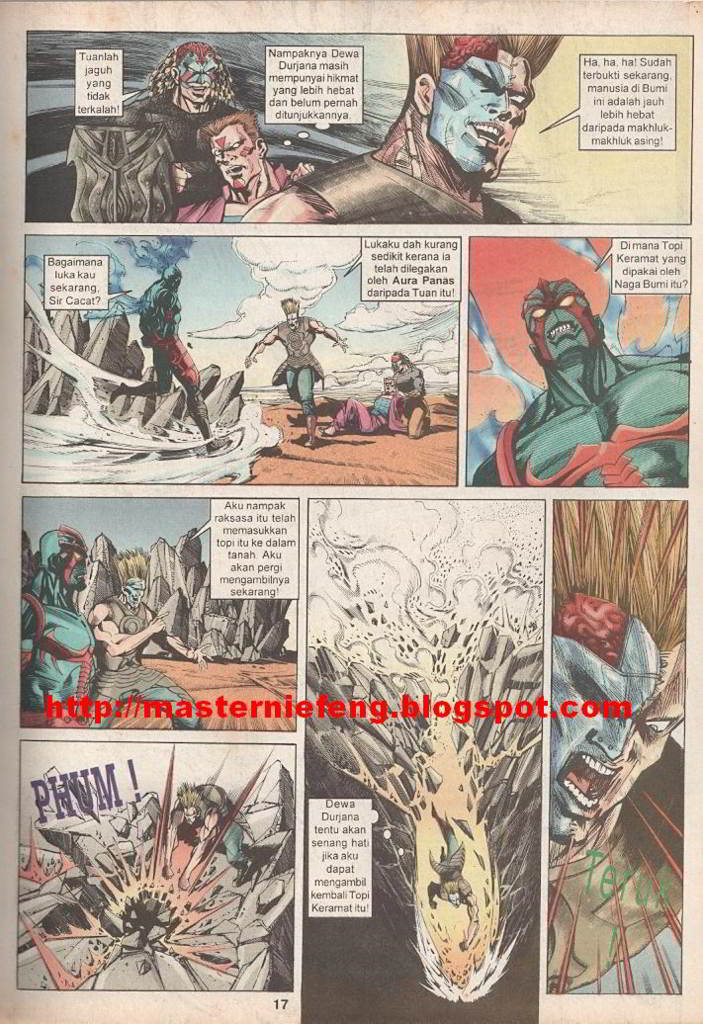 Tuanlah
jaguh
yang
tidak
terkalah!
Nampaknya Dewa
Durjana masih
mempunyai hikmat
yang lebih hebat
dan belum pernah
ditunjukkannya.
Ha, ha, ha! Sudah
terbukti sekarang,
manusia di Bumi
ini adalah jauh
lebih hebat
daripada makhluk-
makhluk asing!
Bagaimana
luka kau
sekarang,
Sir Cacat?
Lukaku dah kurang
sedikit kerana ia
telah dilegakan
oleh Aura Panas
daripada Tuan itu!
Di mana Topi
Keramat yang
dipakai oleh
Naga Bumi itu?
Aku nampak
raksasa itu telah
memasukkan
topi itu ke dalam
tanah. Aku
akan pergi
mengambilnya
sekarang!
http://masterniefeng.blogspot.com
PHUM!
Dewa
Durjana
tentu akan
senang hati
jika aku
dapat
mengambil
kembali Topi
Keramat itu!
Teruk
!
17